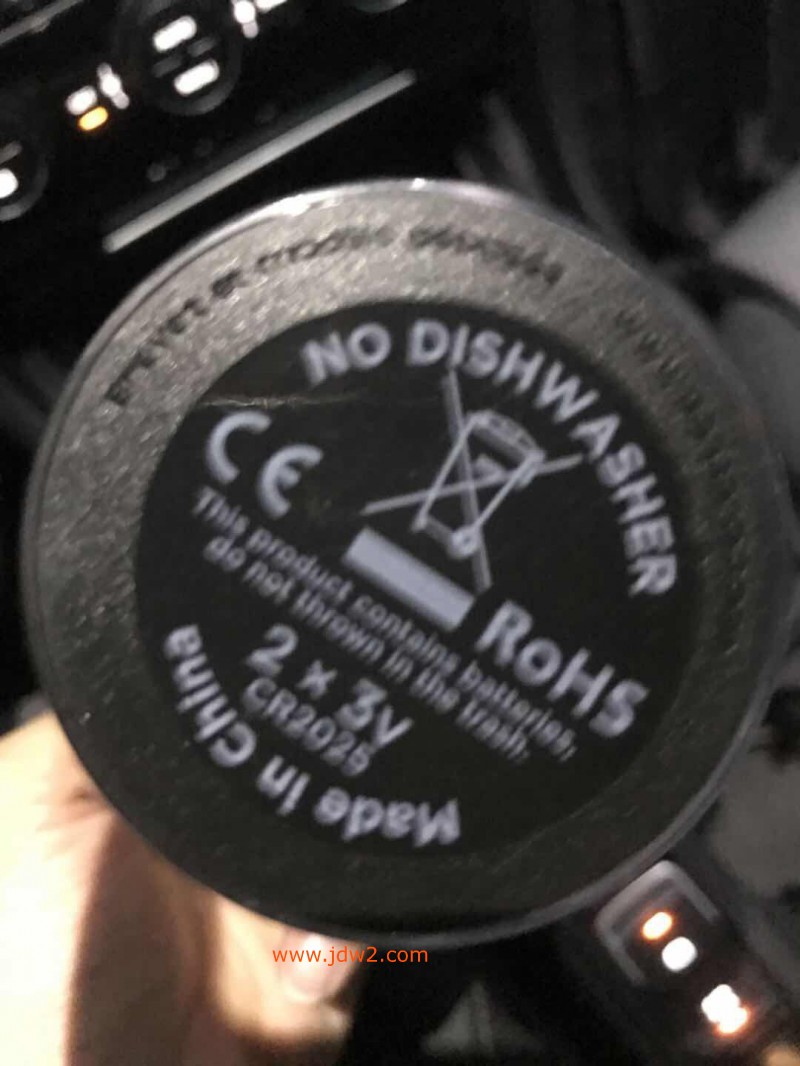 NO DISHWASHER
CE
This product contains batteries,
do not thrown in the trash.
RoHS
2 x 3V
CR2025
Made in China
www.jdw2.com